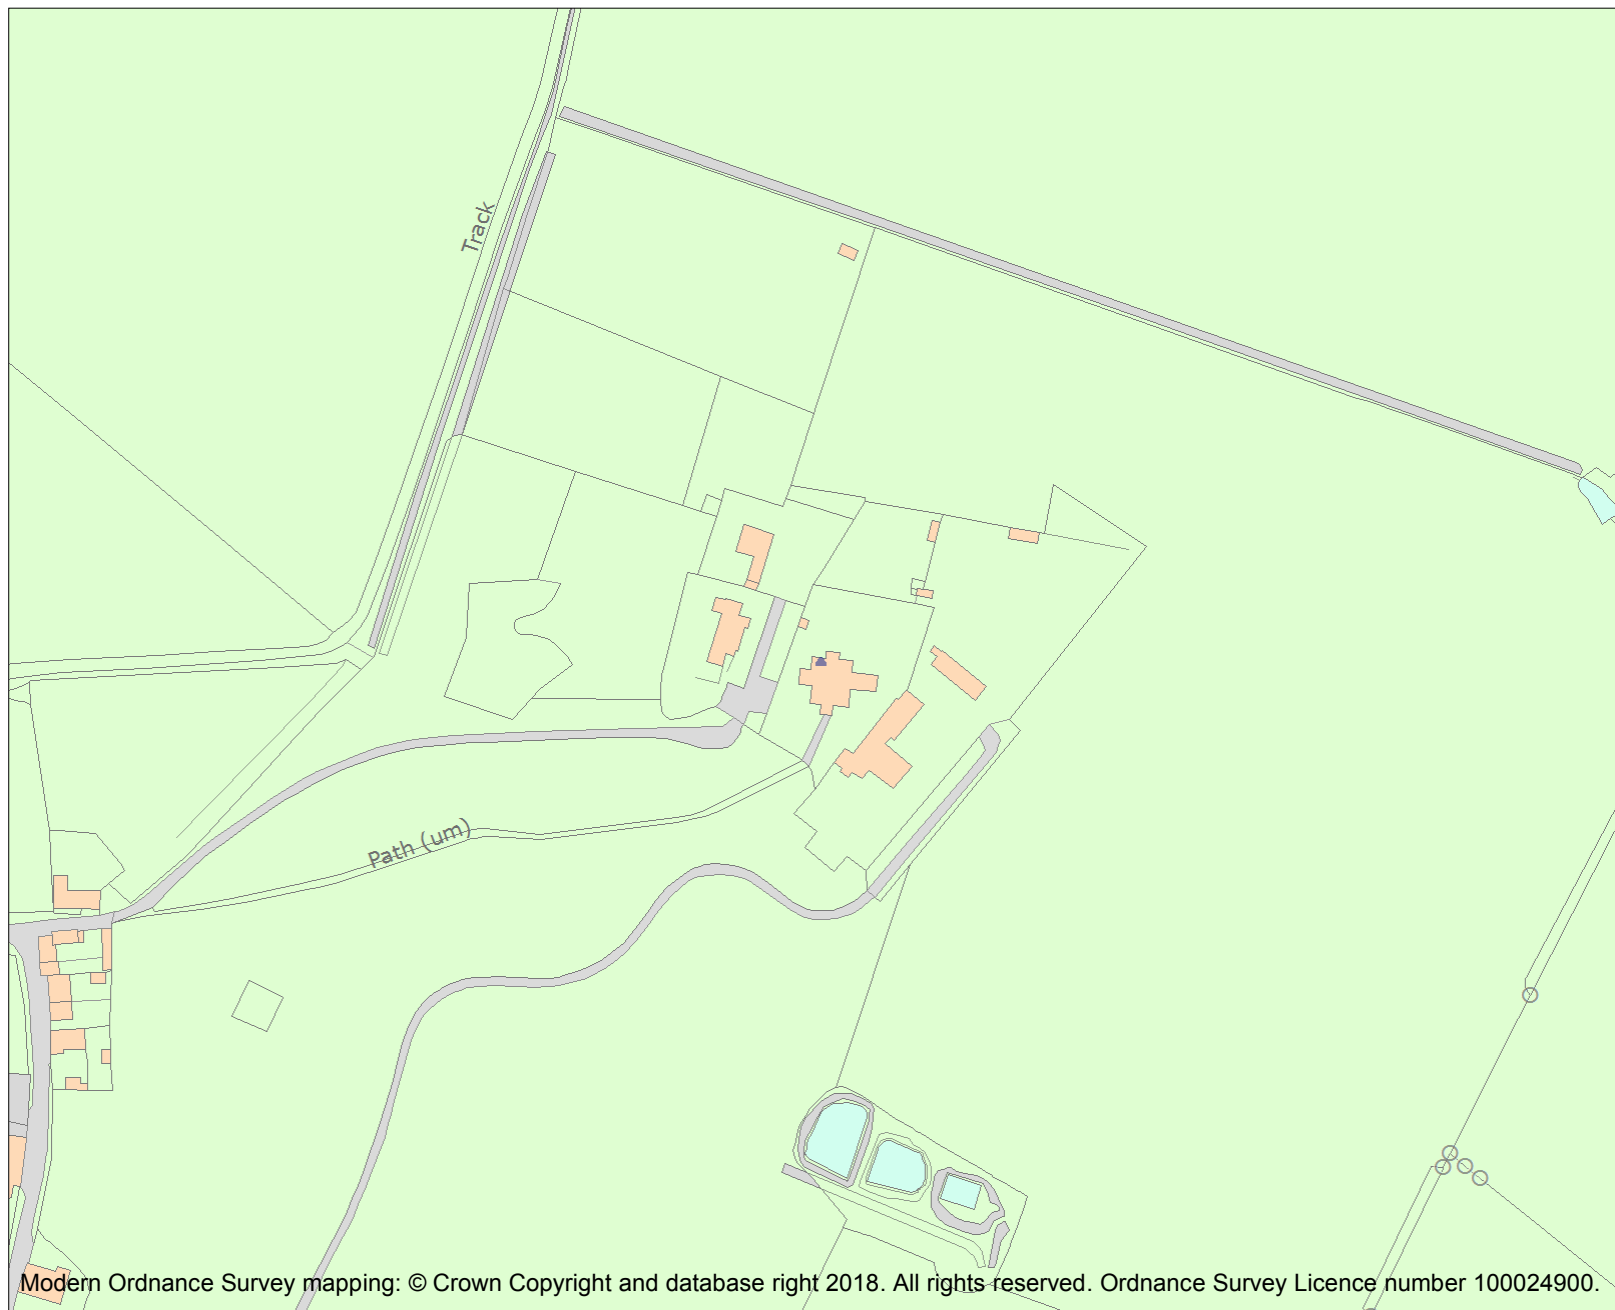 Track
Path (um)
Modern Ordnance Survey mapping: © Crown Copyright and database right 2018. All rights reserved. Ordnance Survey Licence number 100024900.